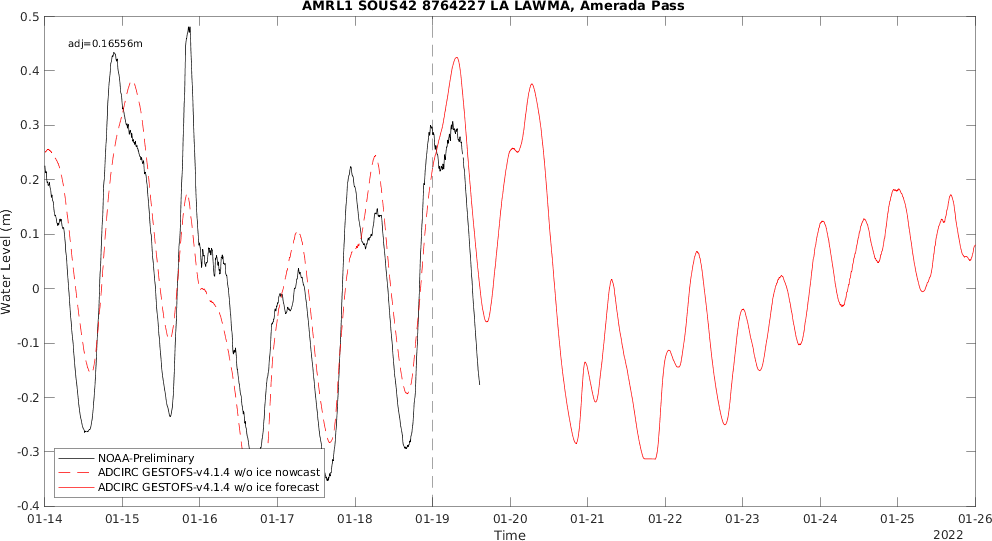 AMRL1 SOUS42 8764227 LA LAWMA, Amerada Pass
adj=0.16556m
Water Level (m)
0.5
0.4
0.3
0.2
0.1
0
-0.1
-0.2
-0.3
-0.4
NOAA-Preliminary
ADCIRC GESTOFS-v4.1.4 w/o ice nowcast
ADCIRC GESTOFS-v4.1.4 w/o ice forecast
01-14 01-15 01-16 01-17 01-18 01-19 01-20 01-21 01-22 01-23 01-24 01-25 01-26
Time
2022